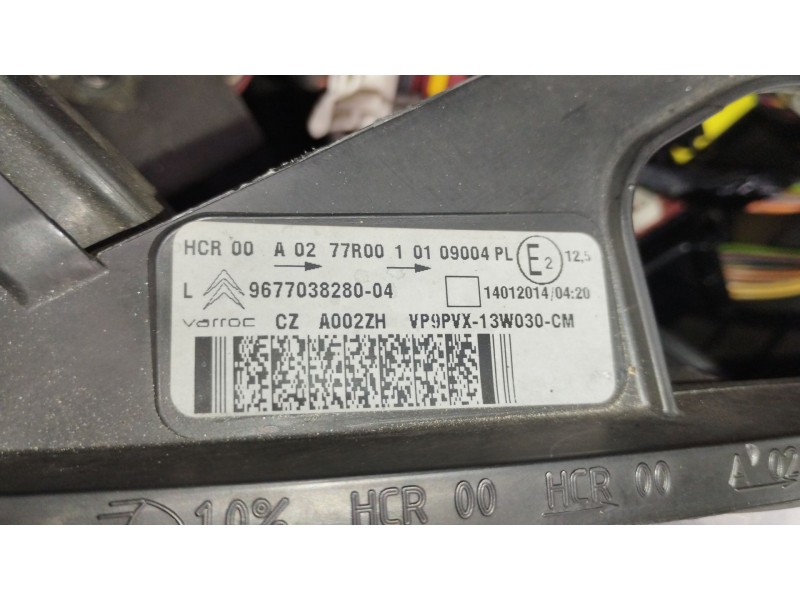 HCR 00 A 02 77R00 1 01 09004 PL E2 12,5
L 9677038280-04 14012014/04:20
varroc CZ A002ZH VP9PVX-13W030-CM
10% HCR 00 HCR 00 A 02